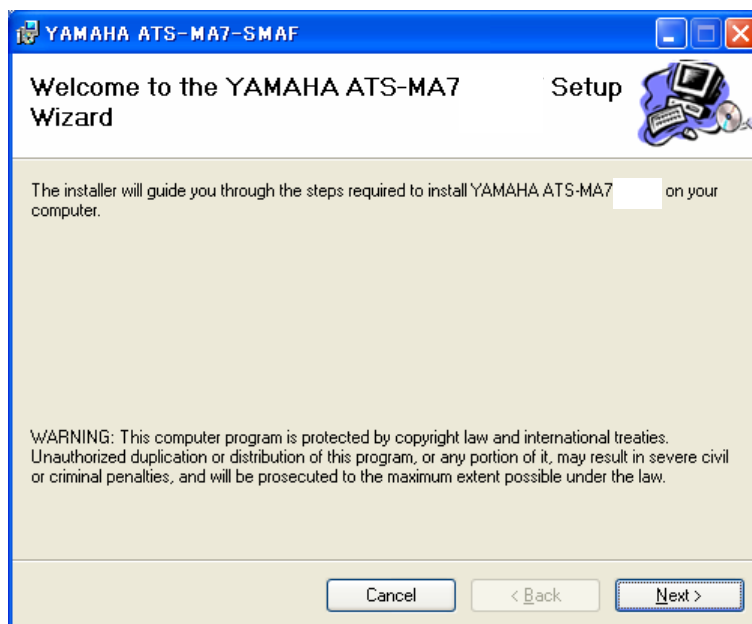 YAMAHA ATS-MA7-SMAF
Welcome to the YAMAHA ATS-MA7 Setup
Wizard
The installer will guide you through the steps required to install YAMAHA ATS-MA7 on your
computer.
WARNING: This computer program is protected by copyright law and international treaties.
Unauthorized duplication or distribution of this program, or any portion of it, may result in severe civil
or criminal penalties, and will be prosecuted to the maximum extent possible under the law.
Cancel < Back Next >